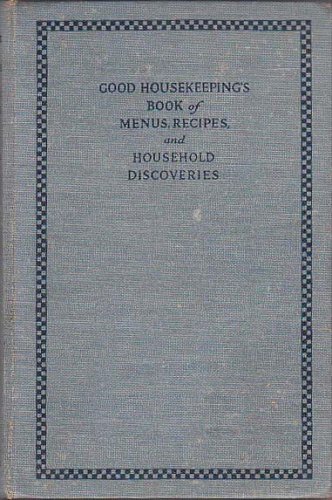 GOOD HOUSEKEEPING'S
BOOK of
MENUS, RECIPES,
and
HOUSEHOLD
DISCOVERIES